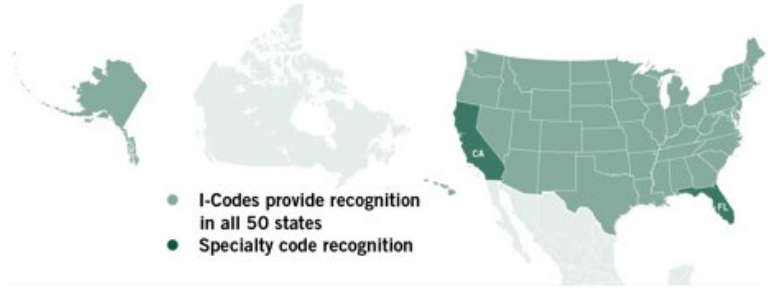 CA
FL
I-Codes provide recognition
in all 50 states
Specialty code recognition